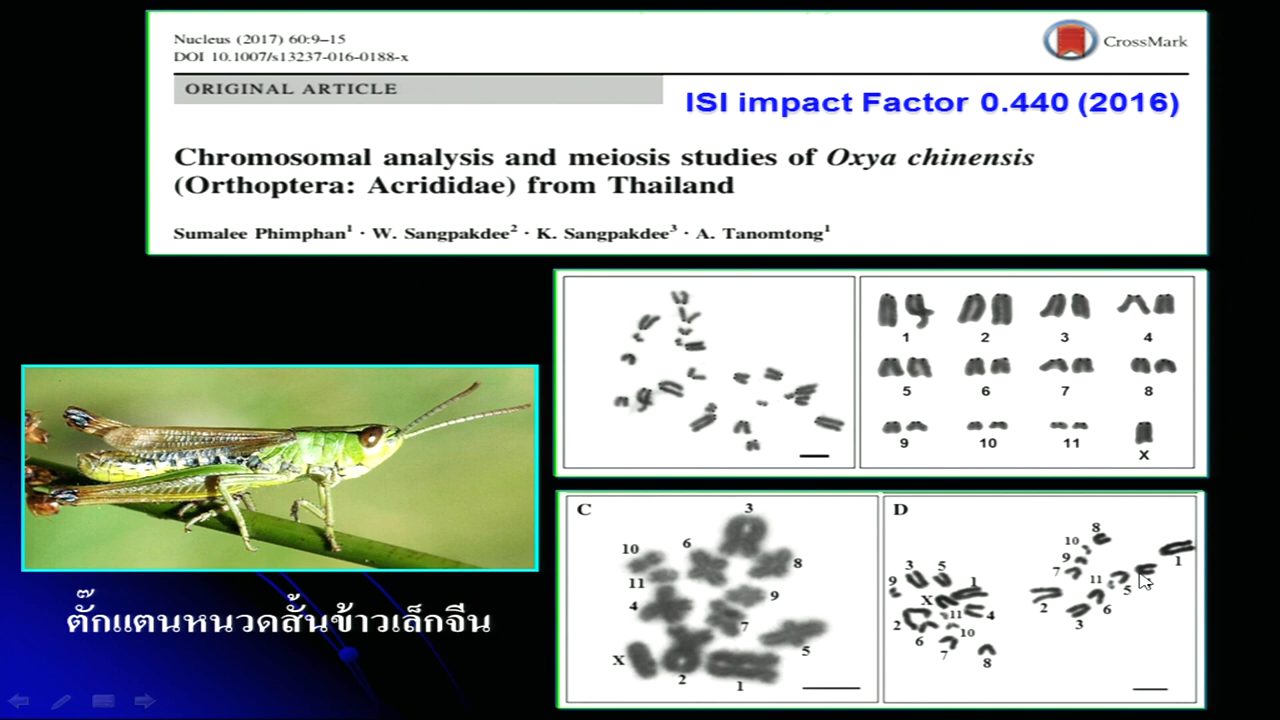 Nucleus (2017) 60:9–15
DOI 10.1007/s13237-016-0188-x
CrossMark
ORIGINAL ARTICLE
ISI impact Factor 0.440 (2016)
Chromosomal analysis and meiosis studies of Oxya chinensis
(Orthoptera: Acrididae) from Thailand
Sumalee Phimphan1 · W. Sangpakdee2 · K. Sangpakdee3 · A. Tanomtong1
1 2 3 4
5 6 7 8
9 10 11 X
C
3
10 6 8
11
4 9
7
5
X 2 1
D
8
10
9 1
3 5 7 11 5
9 1
X 2 6
11 4 3
2 10
6
7 8
ตั๊กแตนหนวดสั้นข้าวเล็กจีน